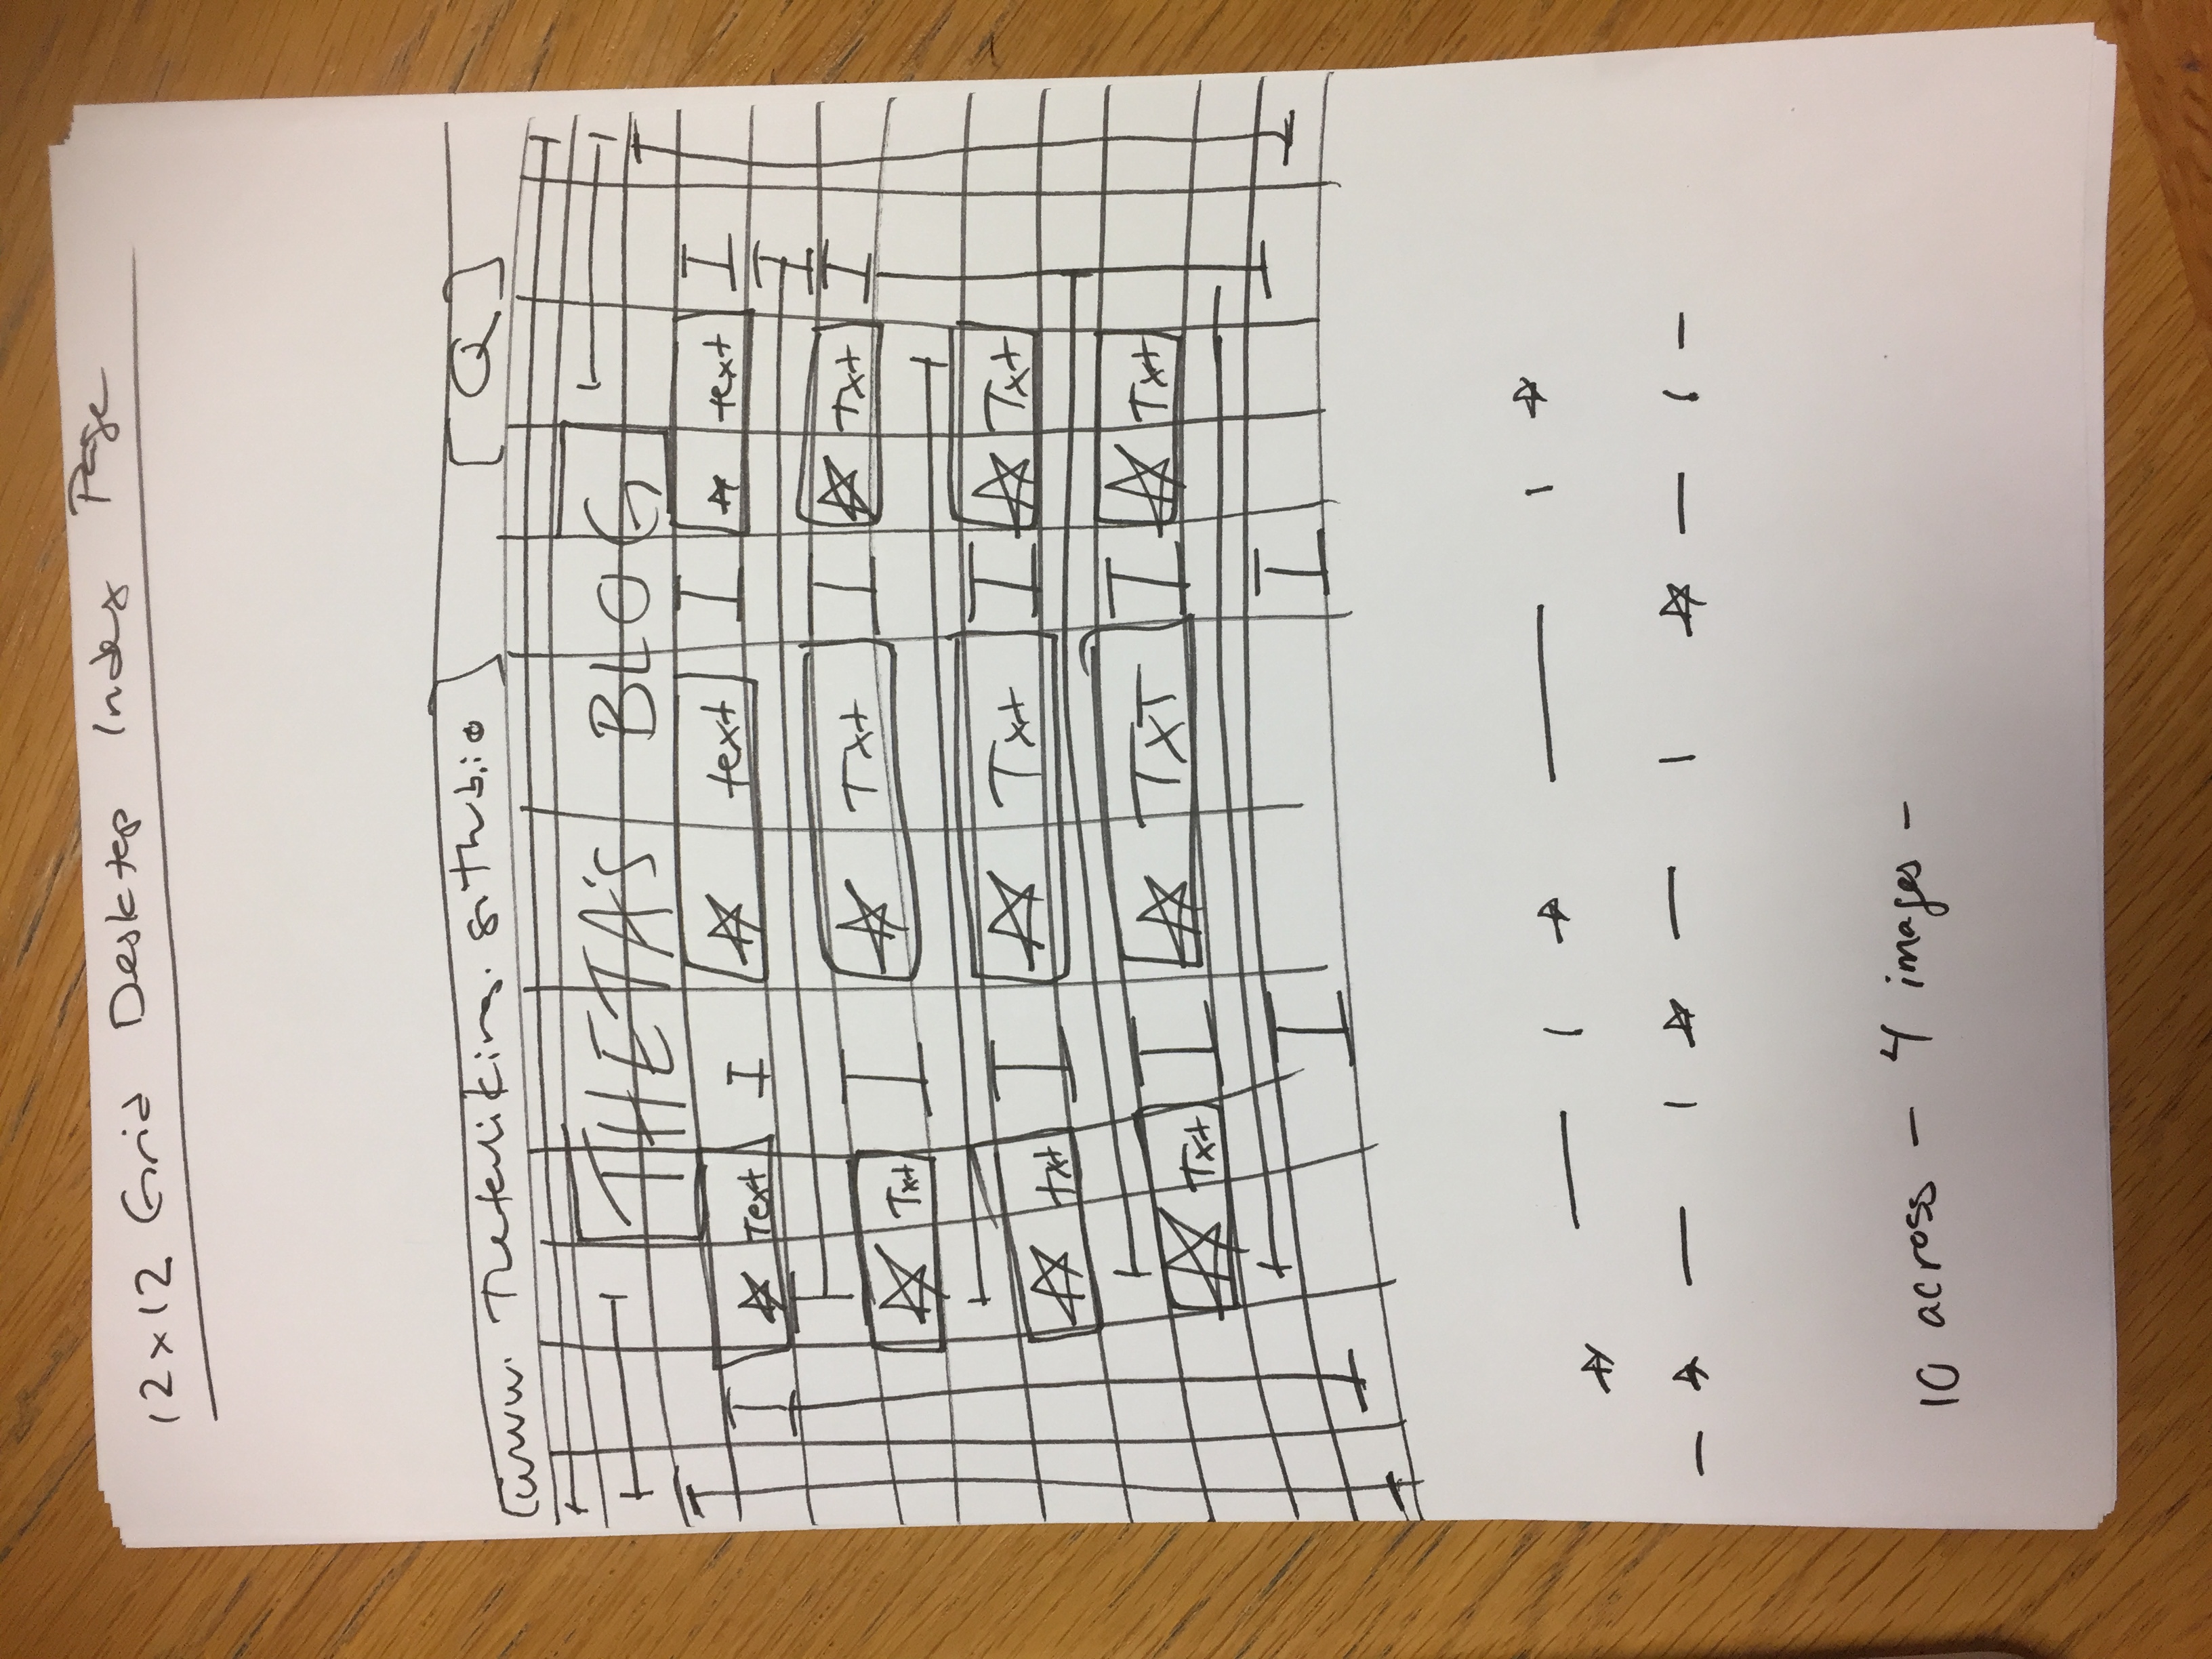 12x12 Grid Desktop Index Page
www. Thetaviking. github.io Q
THETA'S BLOG
Text text text
Txt Txt Txt
txt Txt Txt
Txt TxT Txt
10 across - 4 images -